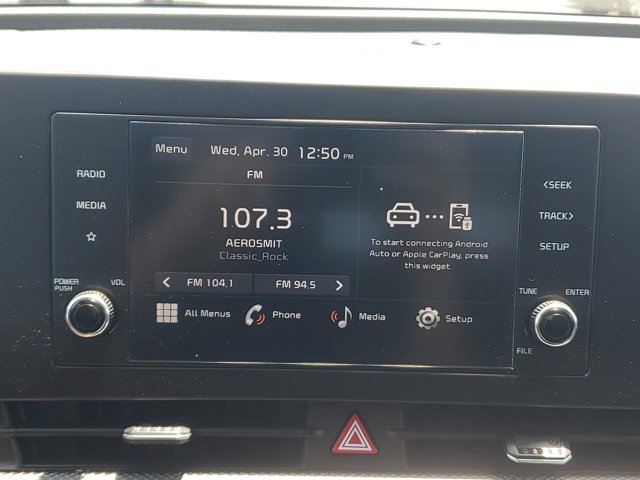 Menu
Wed, Apr. 30 12:50 PM
FM
107.3
AEROSMIT
Classic_Rock
FM 104.1
FM 94.5
To start connecting Android
Auto or Apple CarPlay, press
this widget.
All Menus
Phone
Media
Setup
RADIO
MEDIA
POWER
PUSH
VOL
<SEEK
TRACK>
SETUP
TUNE
ENTER
FILE